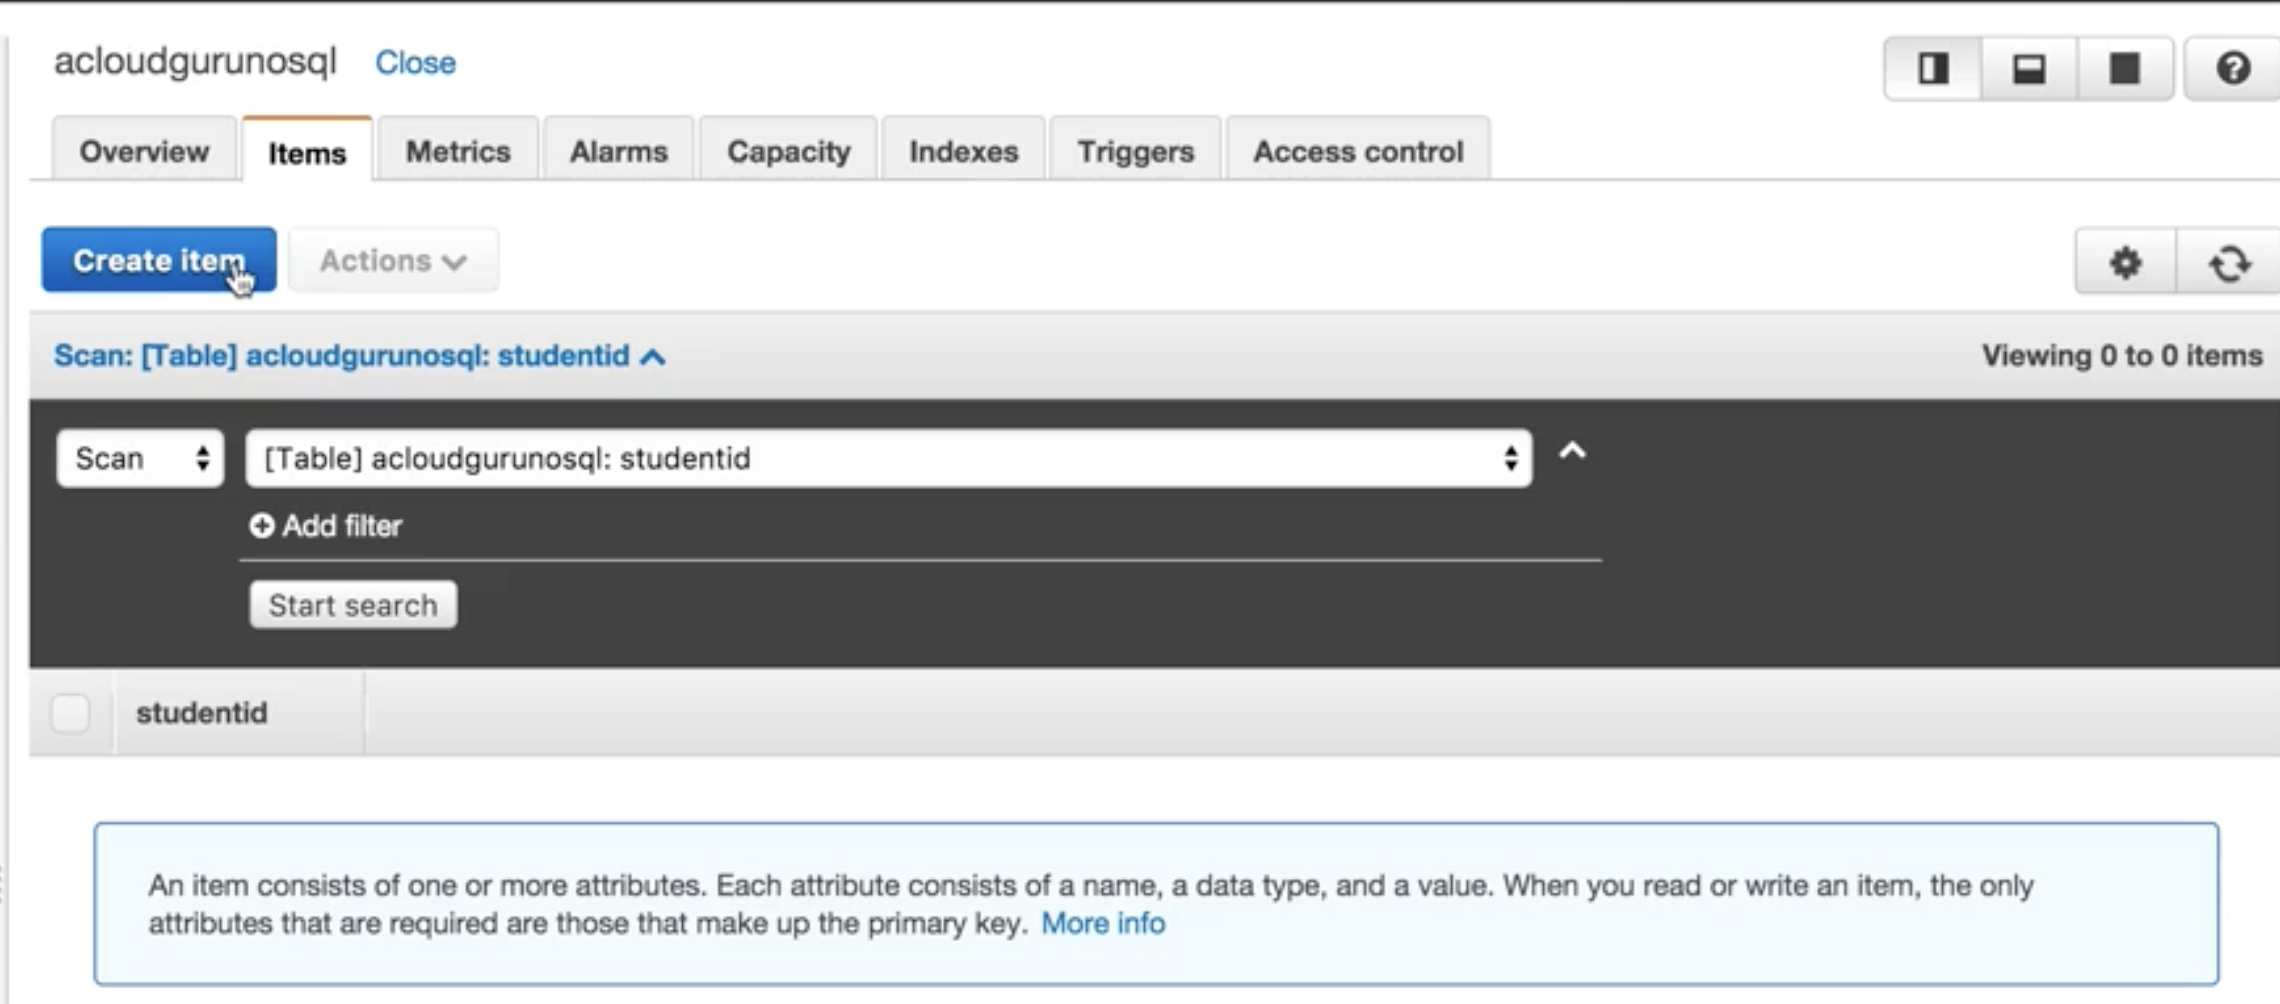 acloudgurunosql Close
Overview Items Metrics Alarms Capacity Indexes Triggers Access control
Create item Actions
Scan: [Table] acloudgurunosql: studentid Viewing 0 to 0 items
Scan [Table] acloudgurunosql: studentid
Add filter
Start search
studentid
An item consists of one or more attributes. Each attribute consists of a name, a data type, and a value. When you read or write an item, the only
attributes that are required are those that make up the primary key. More info